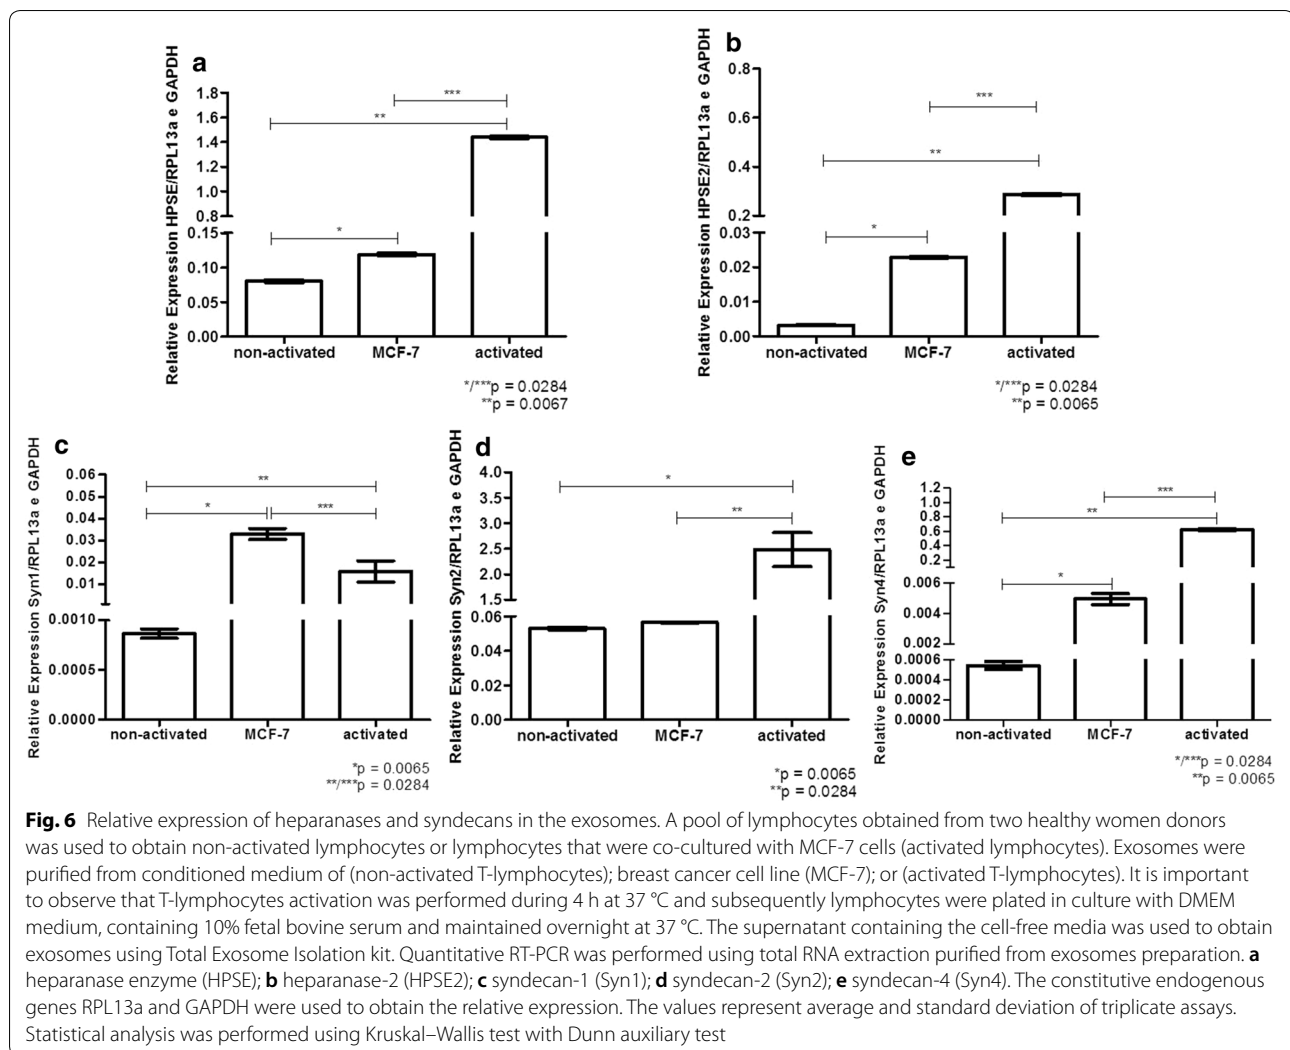 a
Relative Expression HPSE/RPL13a e GAPDH
1.8
1.6
1.4
1.2
1.0
0.8
0.15
0.10
0.05
0.00
***
**
*
non-activated MCF-7 activated
*/***p = 0.0284
**p = 0.0067
b
Relative Expression HPSE2/RPL13a e GAPDH
0.8
0.6
0.4
0.2
0.03
0.02
0.01
0.00
***
**
*
non-activated MCF-7 activated
*/***p = 0.0284
**p = 0.0065
c
Relative Expression Syn1/RPL13a e GAPDH
0.06
0.05
0.04
0.03
0.02
0.01
0.0010
0.0005
0.0000
**
* ***
non-activated MCF-7 activated
*p = 0.0065
**/***p = 0.0284
d
Relative Expression Syn2/RPL13a e GAPDH
4.0
3.5
3.0
2.5
2.0
1.5
0.06
0.04
0.02
0.00
*
**
non-activated MCF-7 activated
*p = 0.0065
**p = 0.0284
e
Relative Expression Syn4/RPL13a e GAPDH
1.2
1.0
0.8
0.6
0.4
0.2
0.006
0.004
0.002
0.0006
0.0004
0.0002
0.0000
***
**
*
non-activated MCF-7 activated
*/***p = 0.0284
**p = 0.0065
Fig. 6 Relative expression of heparanases and syndecans in the exosomes. A pool of lymphocytes obtained from two healthy women donors
was used to obtain non-activated lymphocytes or lymphocytes that were co-cultured with MCF-7 cells (activated lymphocytes). Exosomes were
purified from conditioned medium of (non-activated T-lymphocytes); breast cancer cell line (MCF-7); or (activated T-lymphocytes). It is important
to observe that T-lymphocytes activation was performed during 4 h at 37 °C and subsequently lymphocytes were plated in culture with DMEM
medium, containing 10% fetal bovine serum and maintained overnight at 37 °C. The supernatant containing the cell-free media was used to obtain
exosomes using Total Exosome Isolation kit. Quantitative RT-PCR was performed using total RNA extraction purified from exosomes preparation. a
heparanase enzyme (HPSE); b heparanase-2 (HPSE2); c syndecan-1 (Syn1); d syndecan-2 (Syn2); e syndecan-4 (Syn4). The constitutive endogenous
genes RPL13a and GAPDH were used to obtain the relative expression. The values represent average and standard deviation of triplicate assays.
Statistical analysis was performed using Kruskal–Wallis test with Dunn auxiliary test